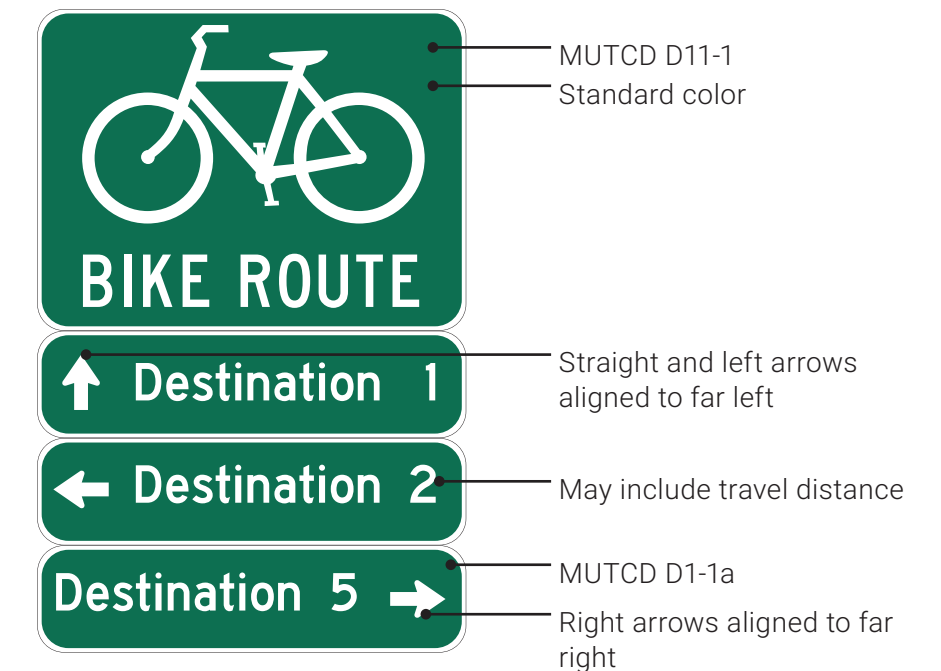 MUTCD D11-1
Standard color
BIKE ROUTE
Destination 1
Straight and left arrows
aligned to far left
Destination 2
May include travel distance
Destination 5
MUTCD D1-1a
Right arrows aligned to far
right